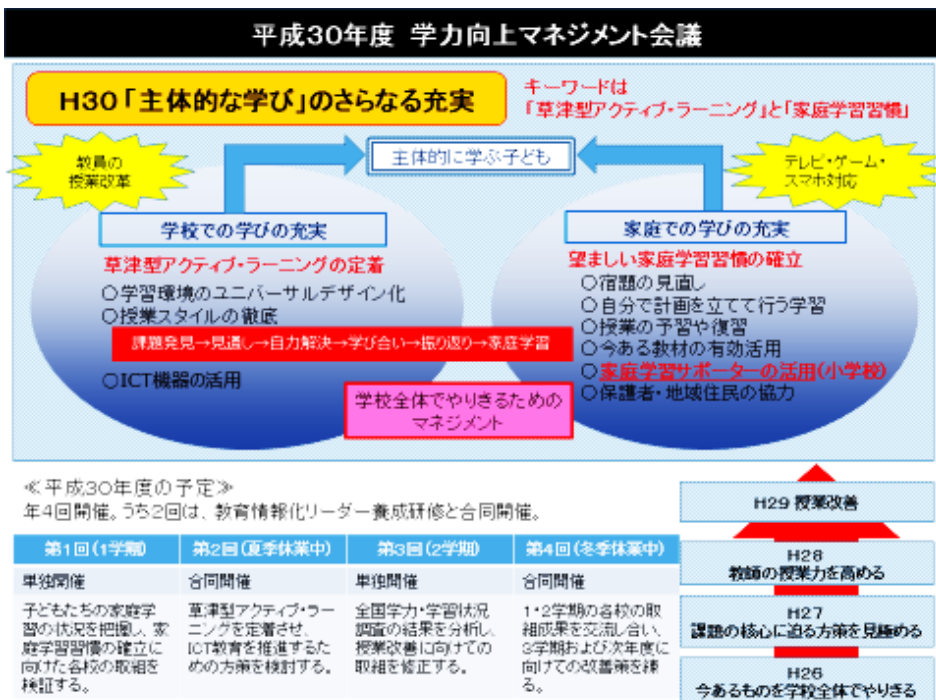 平成30年度 学力向上マネジメント会議
H30「主体的な学び」のさらなる充実
キーワードは
「草津型アクティブ・ラーニング」と「家庭学習習慣」
教員の
授業改革
主体的に学ぶ子ども
テレビ・ゲーム・
スマホ対応
学校での学びの充実
草津型アクティブ・ラーニングの定着
○学習環境のユニバーサルデザイン化
○授業スタイルの徹底
課題発見→見通し→自力解決→学び合い→振り返り→家庭学習
○ICT機器の活用
家庭での学びの充実
望ましい家庭学習習慣の確立
○宿題の見直し
○自分で計画を立てて行う学習
○授業の予習や復習
○今ある教材の有効活用
○家庭学習サポーターの活用(小学校)
○保護者・地域住民の協力
学校全体でやりきるための
マネジメント
≪平成30年度の予定≫
年4回開催。うち2回は、教育情報化リーダー養成研修と合同開催。
第1回(1学期)
単独開催
子どもたちの家庭学
習の状況を把握し、家
庭学習習慣の確立に
向けた各校の取組を
検証する。
第2回(夏季休業中)
合同開催
草津型アクティブ・ラー
ニングを定着させ、
ICT教育を推進するた
めの方策を検討する。
第3回(2学期)
単独開催
全国学力・学習状況
調査の結果を分析し、
授業改善に向けての
取組を修正する。
第4回(冬季休業中)
合同開催
1・2学期の各校の取
組成果を交流し合い、
3学期および次年度に
向けての改善策を練
る。
H29 授業改善
H28
教師の授業力を高める
H27
課題の核心に迫る方策を見極める
H26
今あるものを学校全体でやりきる